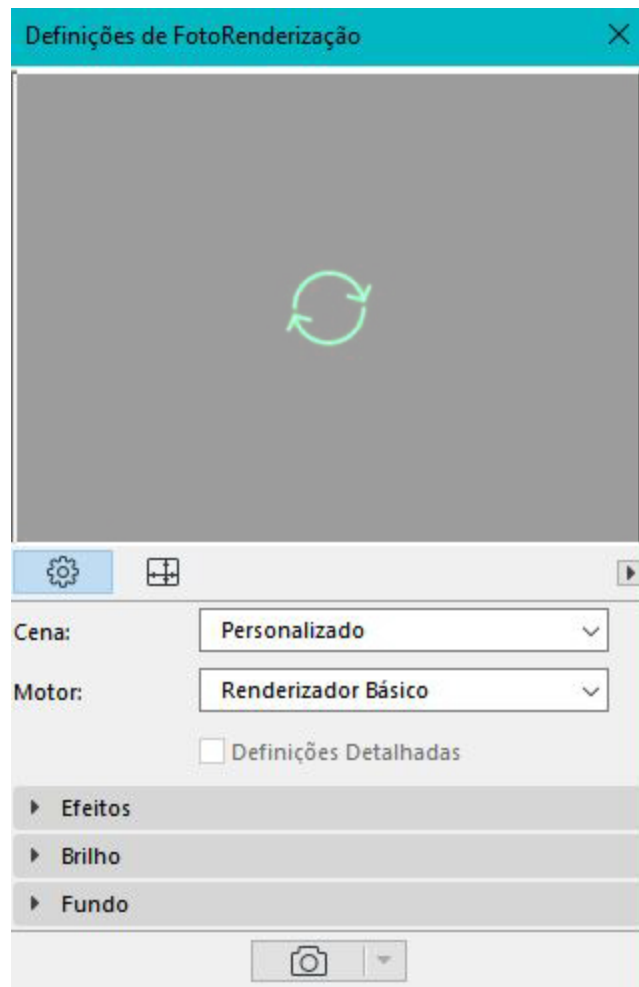 Definições de FotoRenderização
Cena:
Personalizado
Motor:
Renderizador Básico
Definições Detalhadas
Efeitos
Brilho
Fundo